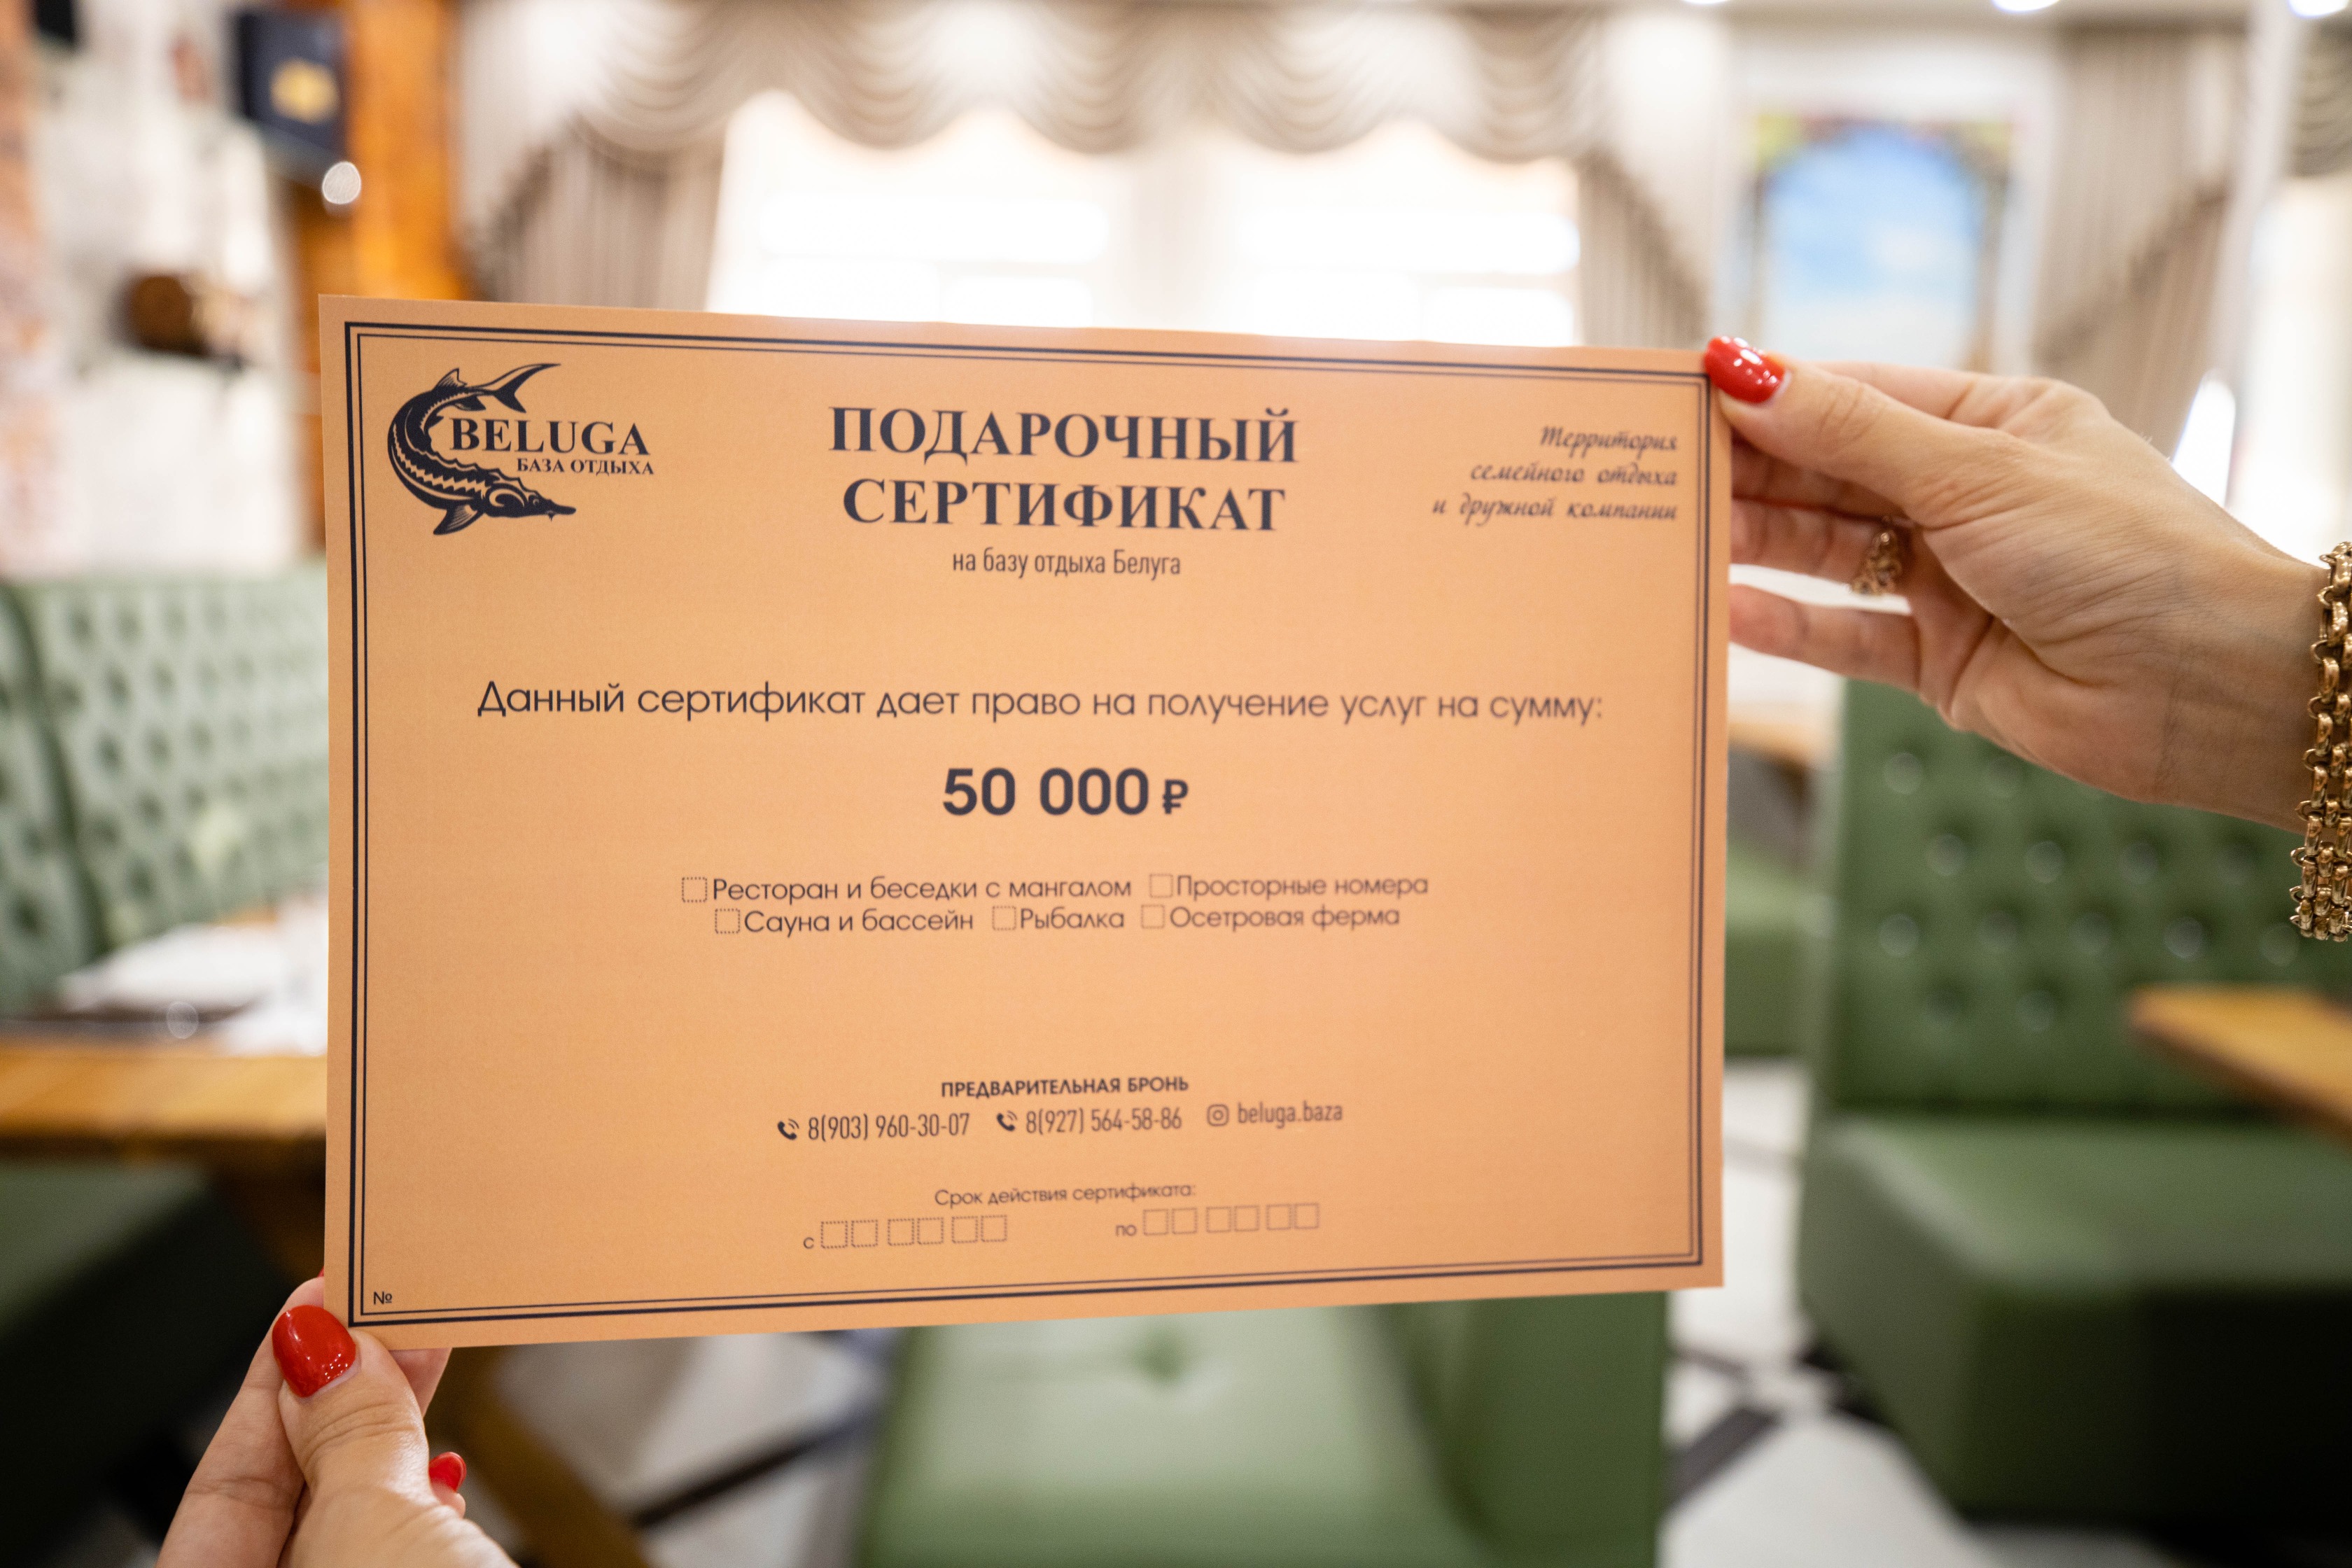 BELUGA
БАЗА ОТДЫХА
ПОДАРОЧНЫЙ
СЕРТИФИКАТ
на базу отдыха Белуга
Территория
семейного отдыха
и дружной компании
Данный сертификат дает право на получение услуг на сумму:
50 000 ₽
Ресторан и беседки с мангалом Просторные номера
Сауна и бассейн Рыбалка Осетровая ферма
ПРЕДВАРИТЕЛЬНАЯ БРОНЬ
8(903) 960-30-07 8(927) 564-58-86 beluga.baza
Срок действия сертификата:
с по
№